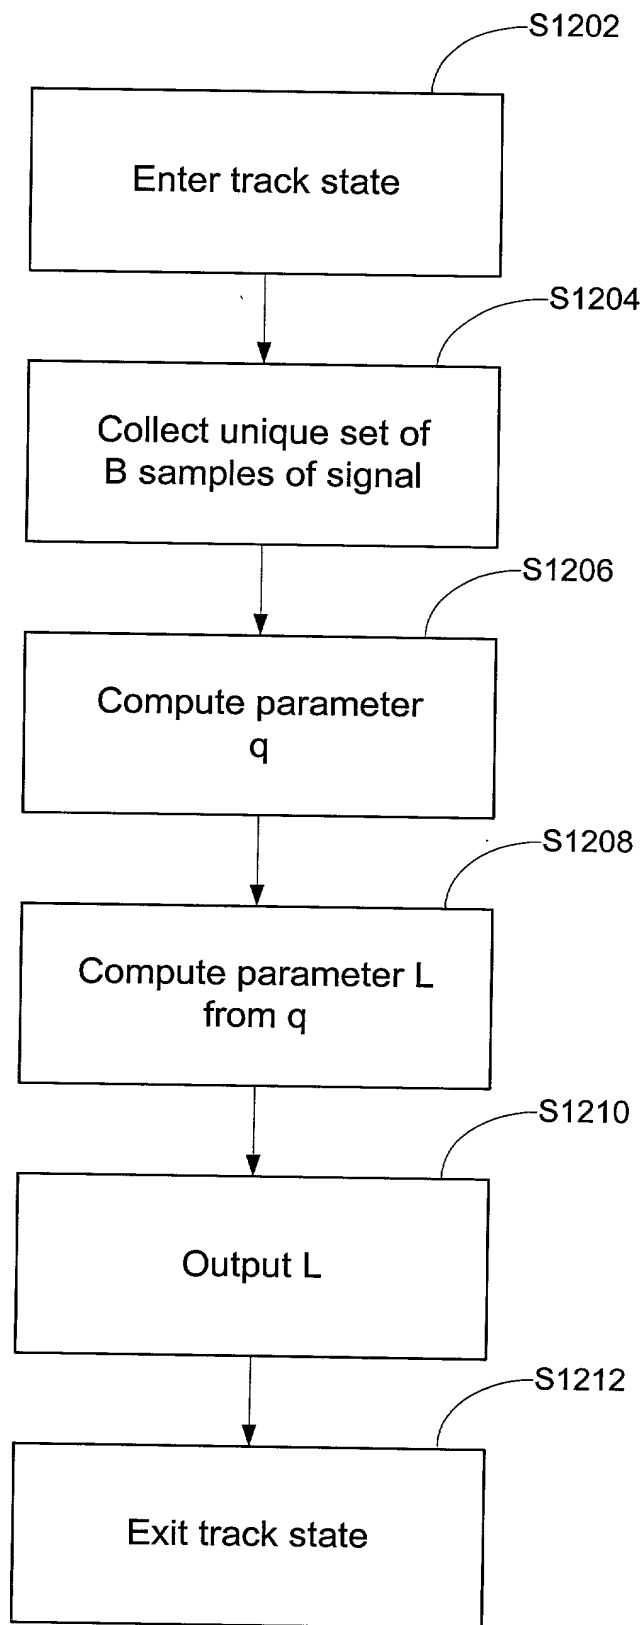 S1202
Enter track state
S1204
Collect unique set of
B samples of signal
S1206
Compute parameter
q
S1208
Compute parameter L
from q
S1210
Output L
S1212
Exit track state